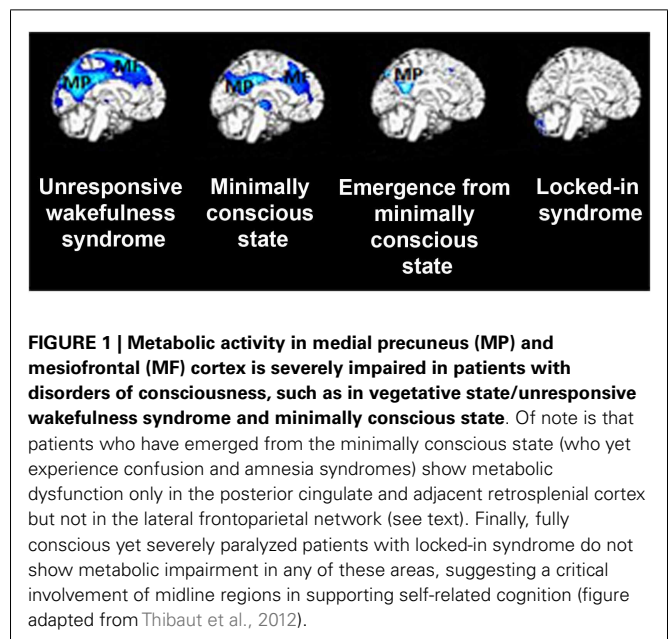 MP MF MP MF MP
Unresponsive wakefulness syndrome
Minimally conscious state
Emergence from minimally conscious state
Locked-in syndrome
FIGURE 1 | Metabolic activity in medial precuneus (MP) and
mesiofrontal (MF) cortex is severely impaired in patients with
disorders of consciousness, such as in vegetative state/unresponsive
wakefulness syndrome and minimally conscious state. Of note is that
patients who have emerged from the minimally conscious state (who yet
experience confusion and amnesia syndromes) show metabolic
dysfunction only in the posterior cingulate and adjacent retrosplenial cortex
but not in the lateral frontoparietal network (see text). Finally, fully
conscious yet severely paralyzed patients with locked-in syndrome do not
show metabolic impairment in any of these areas, suggesting a critical
involvement of midline regions in supporting self-related cognition (figure
adapted from Thibaut et al., 2012).